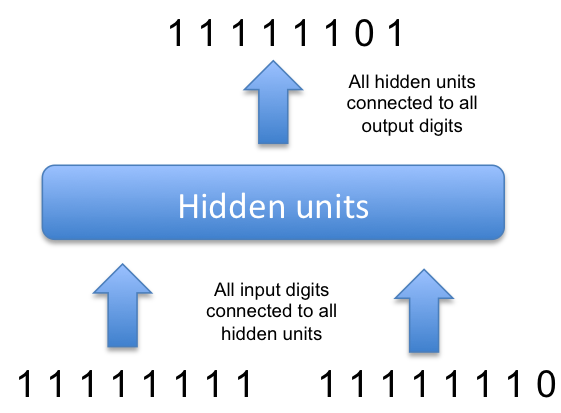 1 1 1 1 1 1 0 1
All hidden units
connected to all
output digits
Hidden units
All input digits
connected to all
hidden units
1 1 1 1 1 1 1 1   1 1 1 1 1 1 1 0